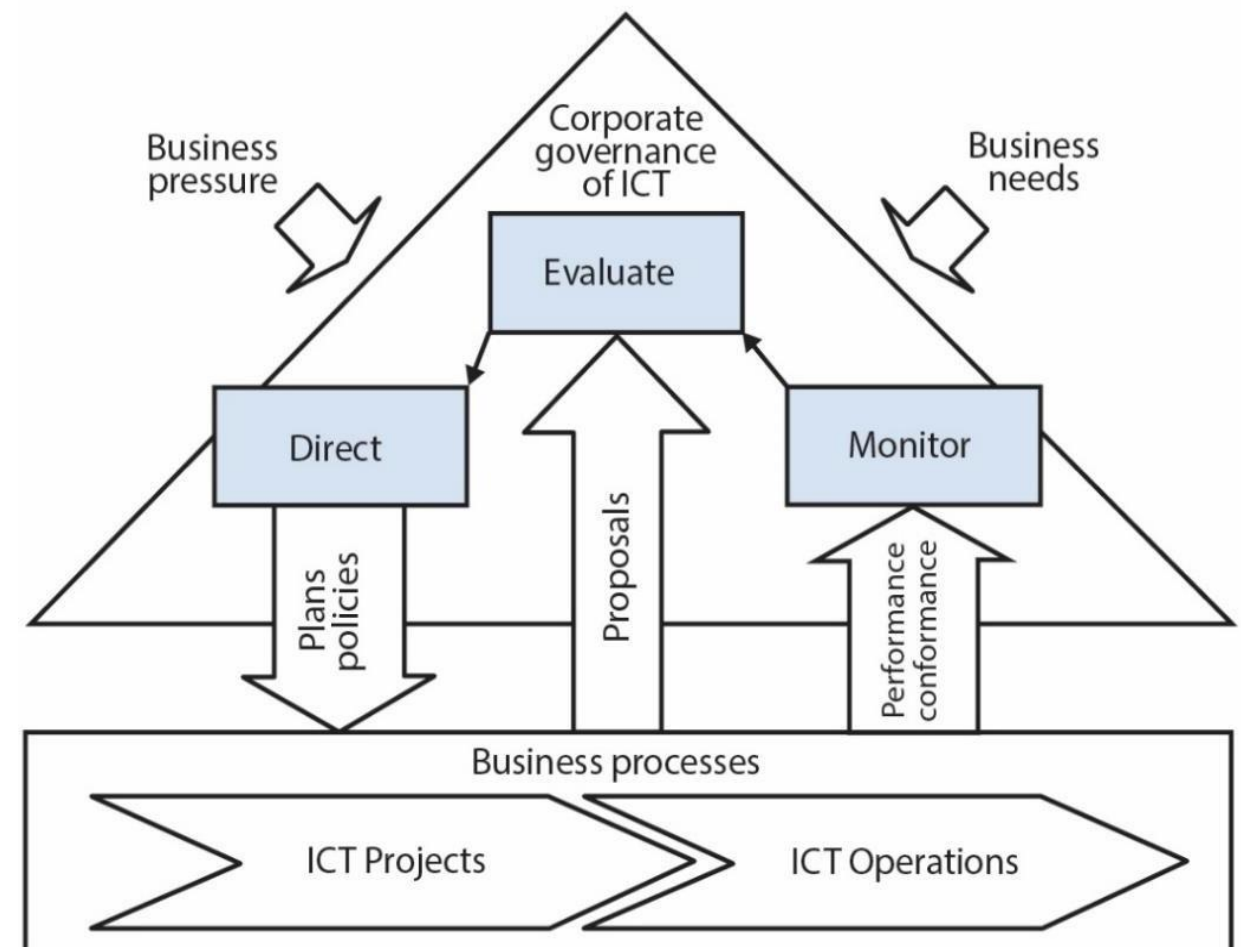 Corporate
governance
of ICT
Business
pressure
Business
needs
Evaluate
Direct
Monitor
Plans
policies
Proposals
Performance
conformance
Business processes
ICT Projects
ICT Operations